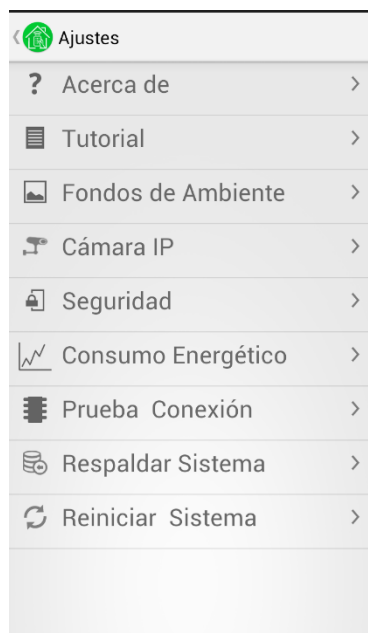 Ajustes
Acerca de
Tutorial
Fondos de Ambiente
Cámara IP
Seguridad
Consumo Energético
Prueba  Conexión
Respaldar Sistema
Reiniciar  Sistema